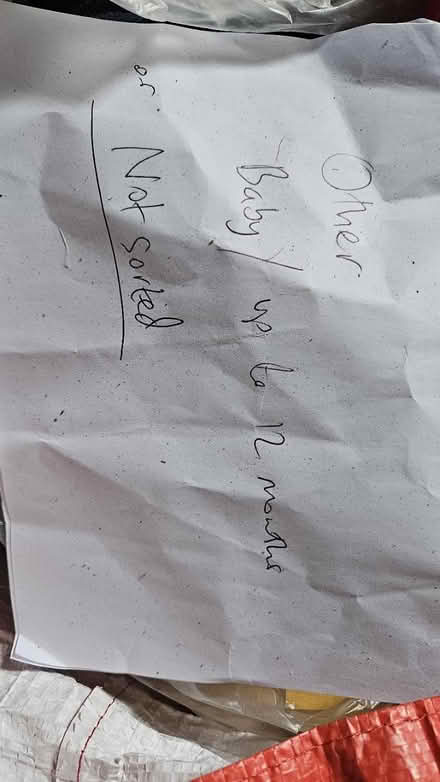 Other
Baby up to 12 months
or
Not sorted